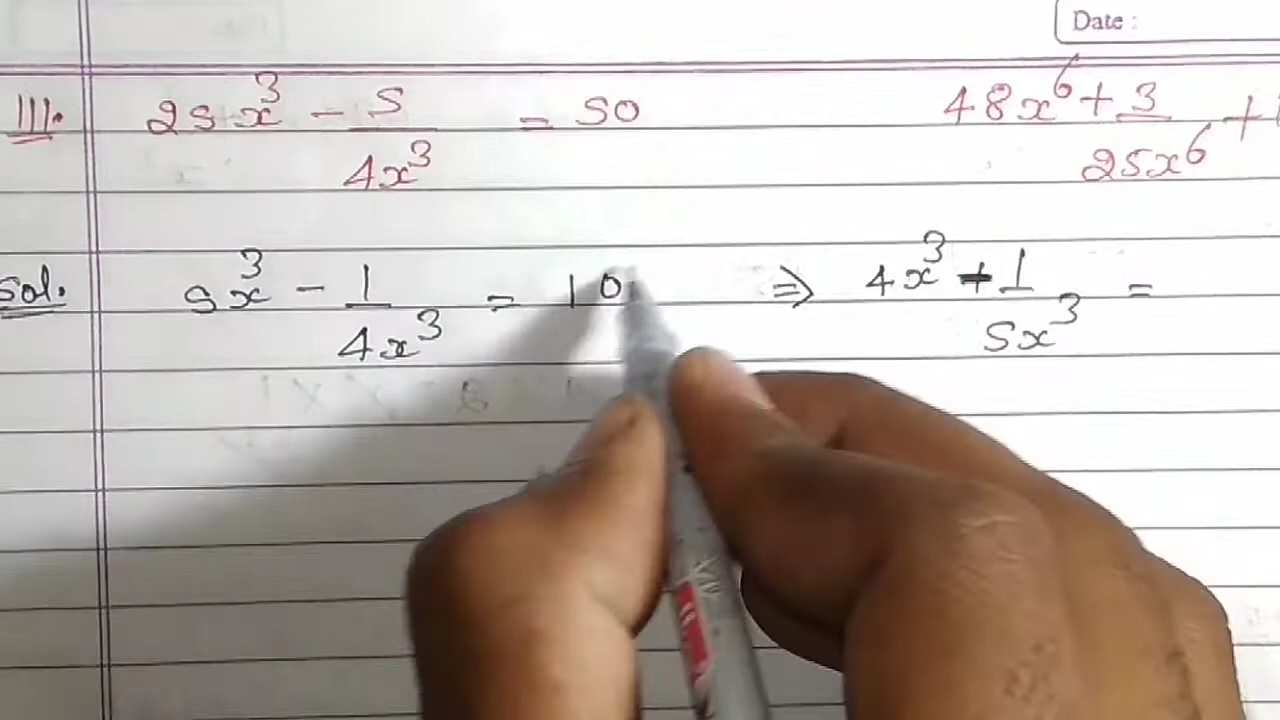 Date :
III. 25x³ - 5/4x³ = 50 48x⁶ + 3/25x⁶ +
Sol. 5x³ - 1/4x³ = 10 ⇒ 4x³ + 1/5x³ =